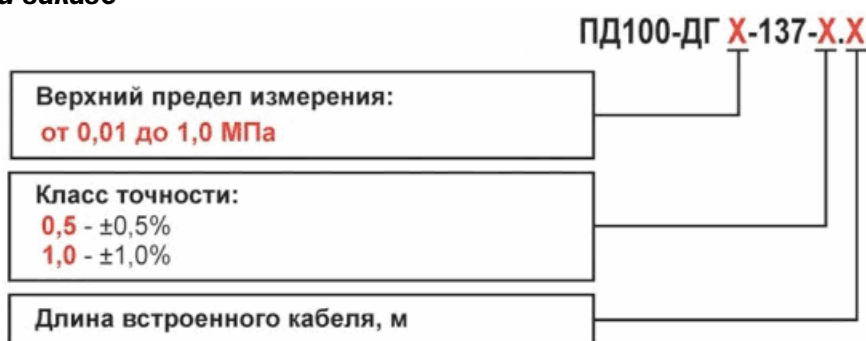 ПД100-ДГ X-137-X.X
Верхний предел измерения:
от 0,01 до 1,0 МПа
Класс точности:
0,5 - ±0,5%
1,0 - ±1,0%
Длина встроенного кабеля, м